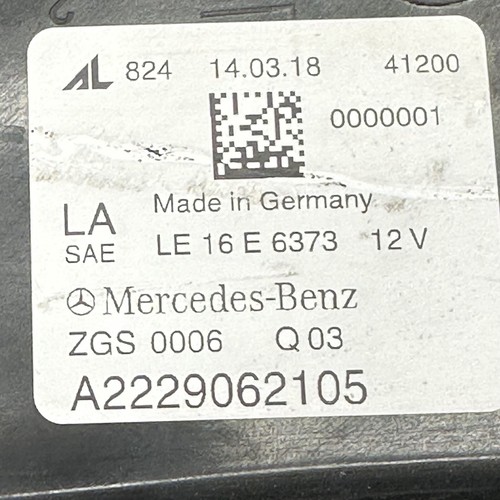 AL 824 14.03.18 41200
0000001
Made in Germany
LA LE 16 E 6373 12 V
SAE
Mercedes-Benz
ZGS 0006 Q 03
A2229062105